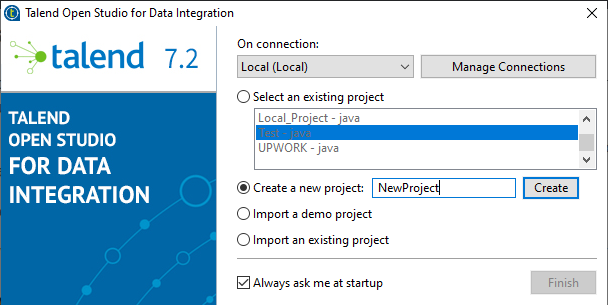 Talend Open Studio for Data Integration
talend 7.2
TALEND
OPEN STUDIO
FOR DATA
INTEGRATION
On connection:
Local (Local)
Manage Connections
Select an existing project
Local_Project - java
Test - java
UPWORK - java
Create a new project:
NewProject
Create
Import a demo project
Import an existing project
Always ask me at startup
Finish